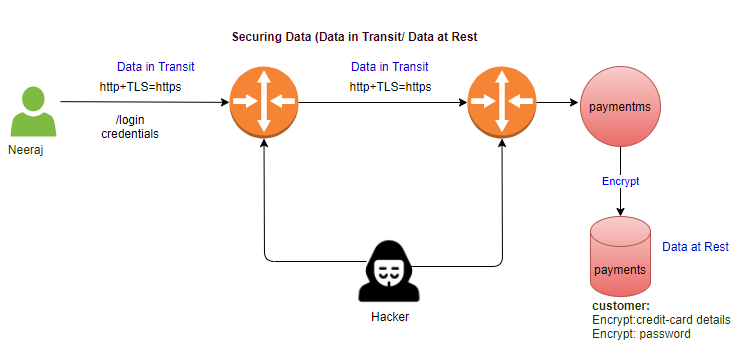 Securing Data (Data in Transit/ Data at Rest
Data in Transit
http+TLS=https
Data in Transit
http+TLS=https
/login
credentials
Neeraj
paymentms
Encrypt
payments
Data at Rest
Hacker
customer:
Encrypt:credit-card details
Encrypt: password